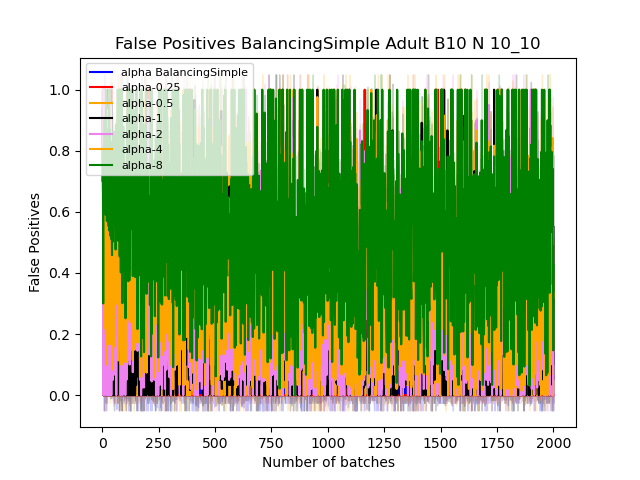 False Positives BalancingSimple Adult B10 N 10_10
alpha BalancingSimple
alpha-0.25
alpha-0.5
alpha-1
alpha-2
alpha-4
alpha-8
1.0
0.8
0.6
0.4
0.2
0.0
False Positives
0 250 500 750 1000 1250 1500 1750 2000
Number of batches